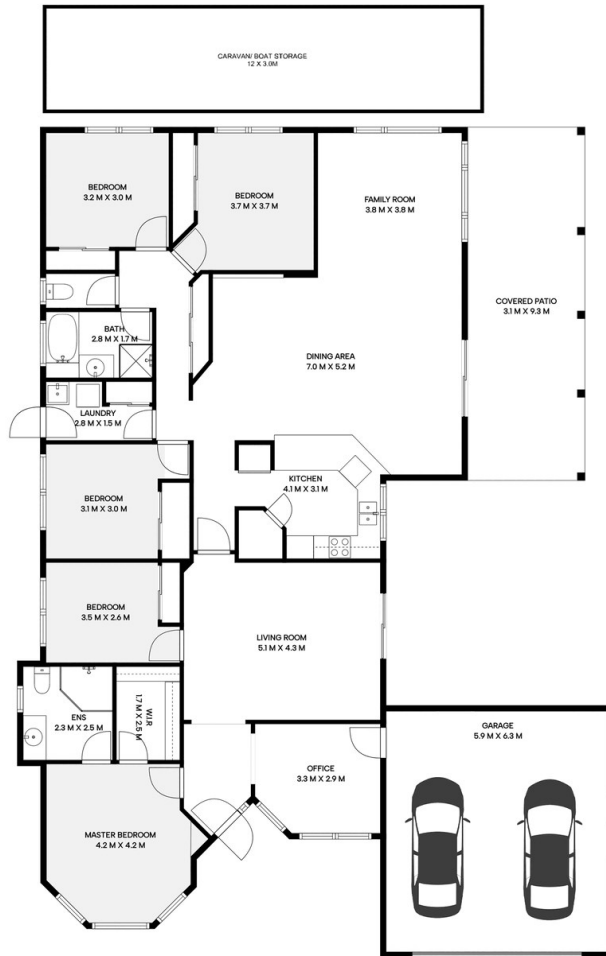 CARAVAN/ BOAT STORAGE
12 X 3.0M
BEDROOM
3.2 M X 3.0 M
BEDROOM
3.7 M X 3.7 M
FAMILY ROOM
3.8 M X 3.8 M
COVERED PATIO
3.1 M X 9.3 M
BATH
2.8 M X 1.7 M
DINING AREA
7.0 M X 5.2 M
LAUNDRY
2.8 M X 1.5 M
KITCHEN
4.1 M X 3.1 M
BEDROOM
3.1 M X 3.0 M
BEDROOM
3.5 M X 2.6 M
LIVING ROOM
5.1 M X 4.3 M
ENS
2.3 M X 2.5 M
W.I.R
1.7 M X 2.5 M
GARAGE
5.9 M X 6.3 M
OFFICE
3.3 M X 2.9 M
MASTER BEDROOM
4.2 M X 4.2 M